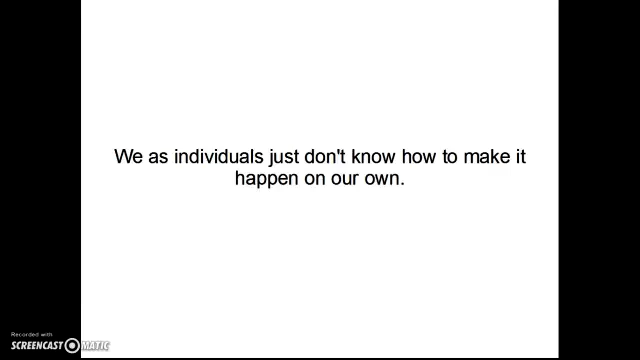 We as individuals just don't know how to make it
happen on our own.
Recorded with
SCREENCAST MATIC